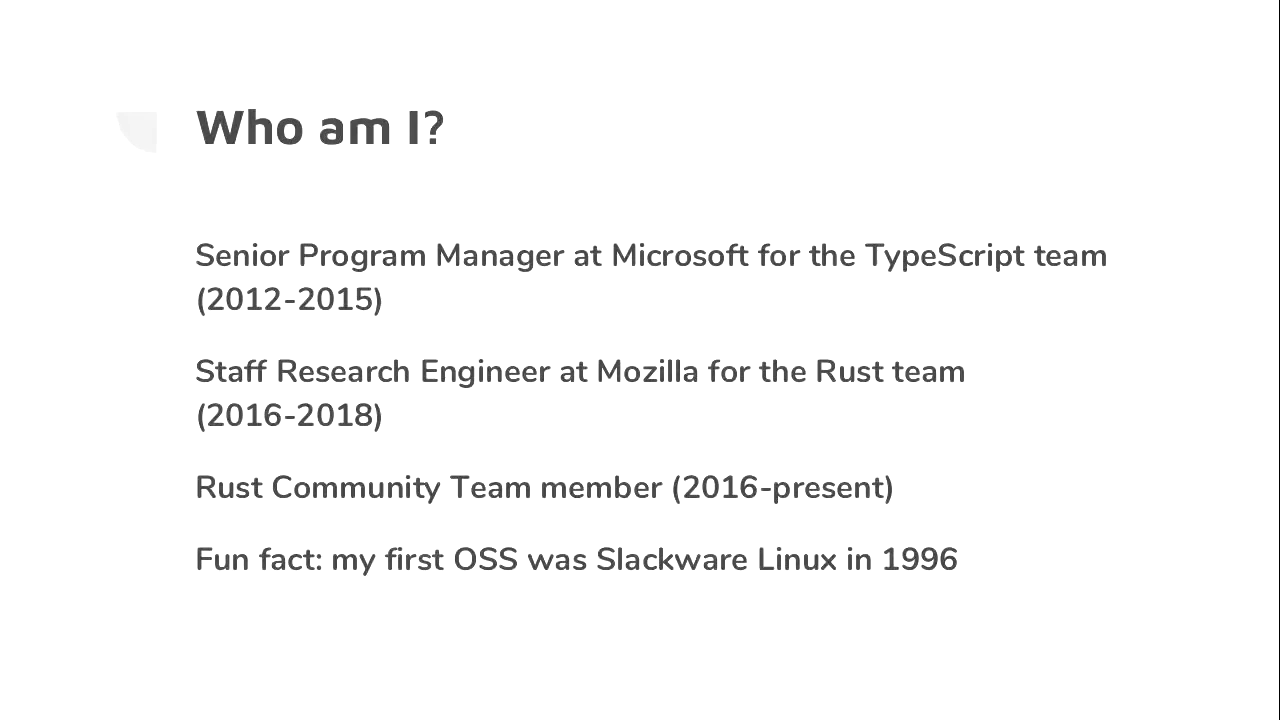 Who am I?
Senior Program Manager at Microsoft for the TypeScript team
(2012-2015)
Staff Research Engineer at Mozilla for the Rust team
(2016-2018)
Rust Community Team member (2016-present)
Fun fact: my first OSS was Slackware Linux in 1996